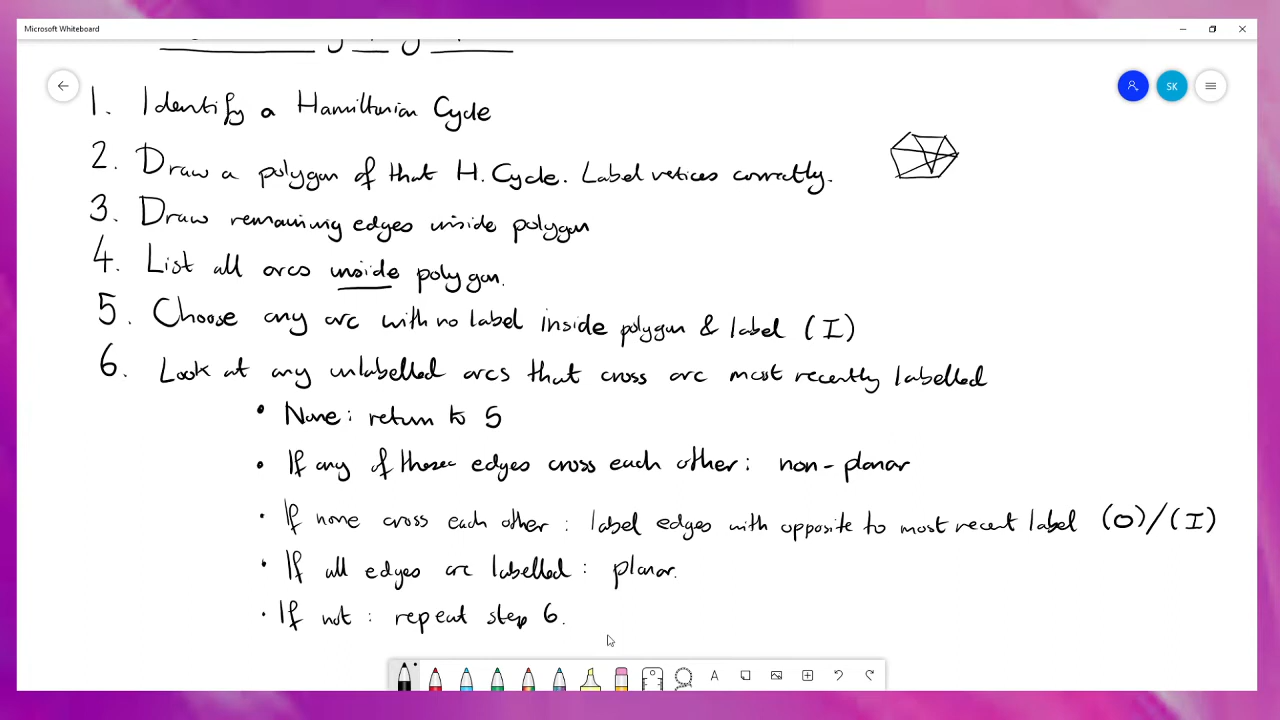 Microsoft Whiteboard
SK
1. Identify a Hamiltonian Cycle
2. Draw a polygon of that H. Cycle. Label vetices correctly.
3. Draw remaining edges inside polygon
4. List all arcs inside polygon.
5. Choose any arc with no label inside polygon & label (I)
6. Look at any unlabelled arcs that cross arc most recently labelled
• None: return to 5
• If any of these edges cross each other: non-planar
• If none cross each other: label edges with opposite to most recent label (O)/(I)
• If all edges are labelled: planar.
• If not: repeat step 6.
A